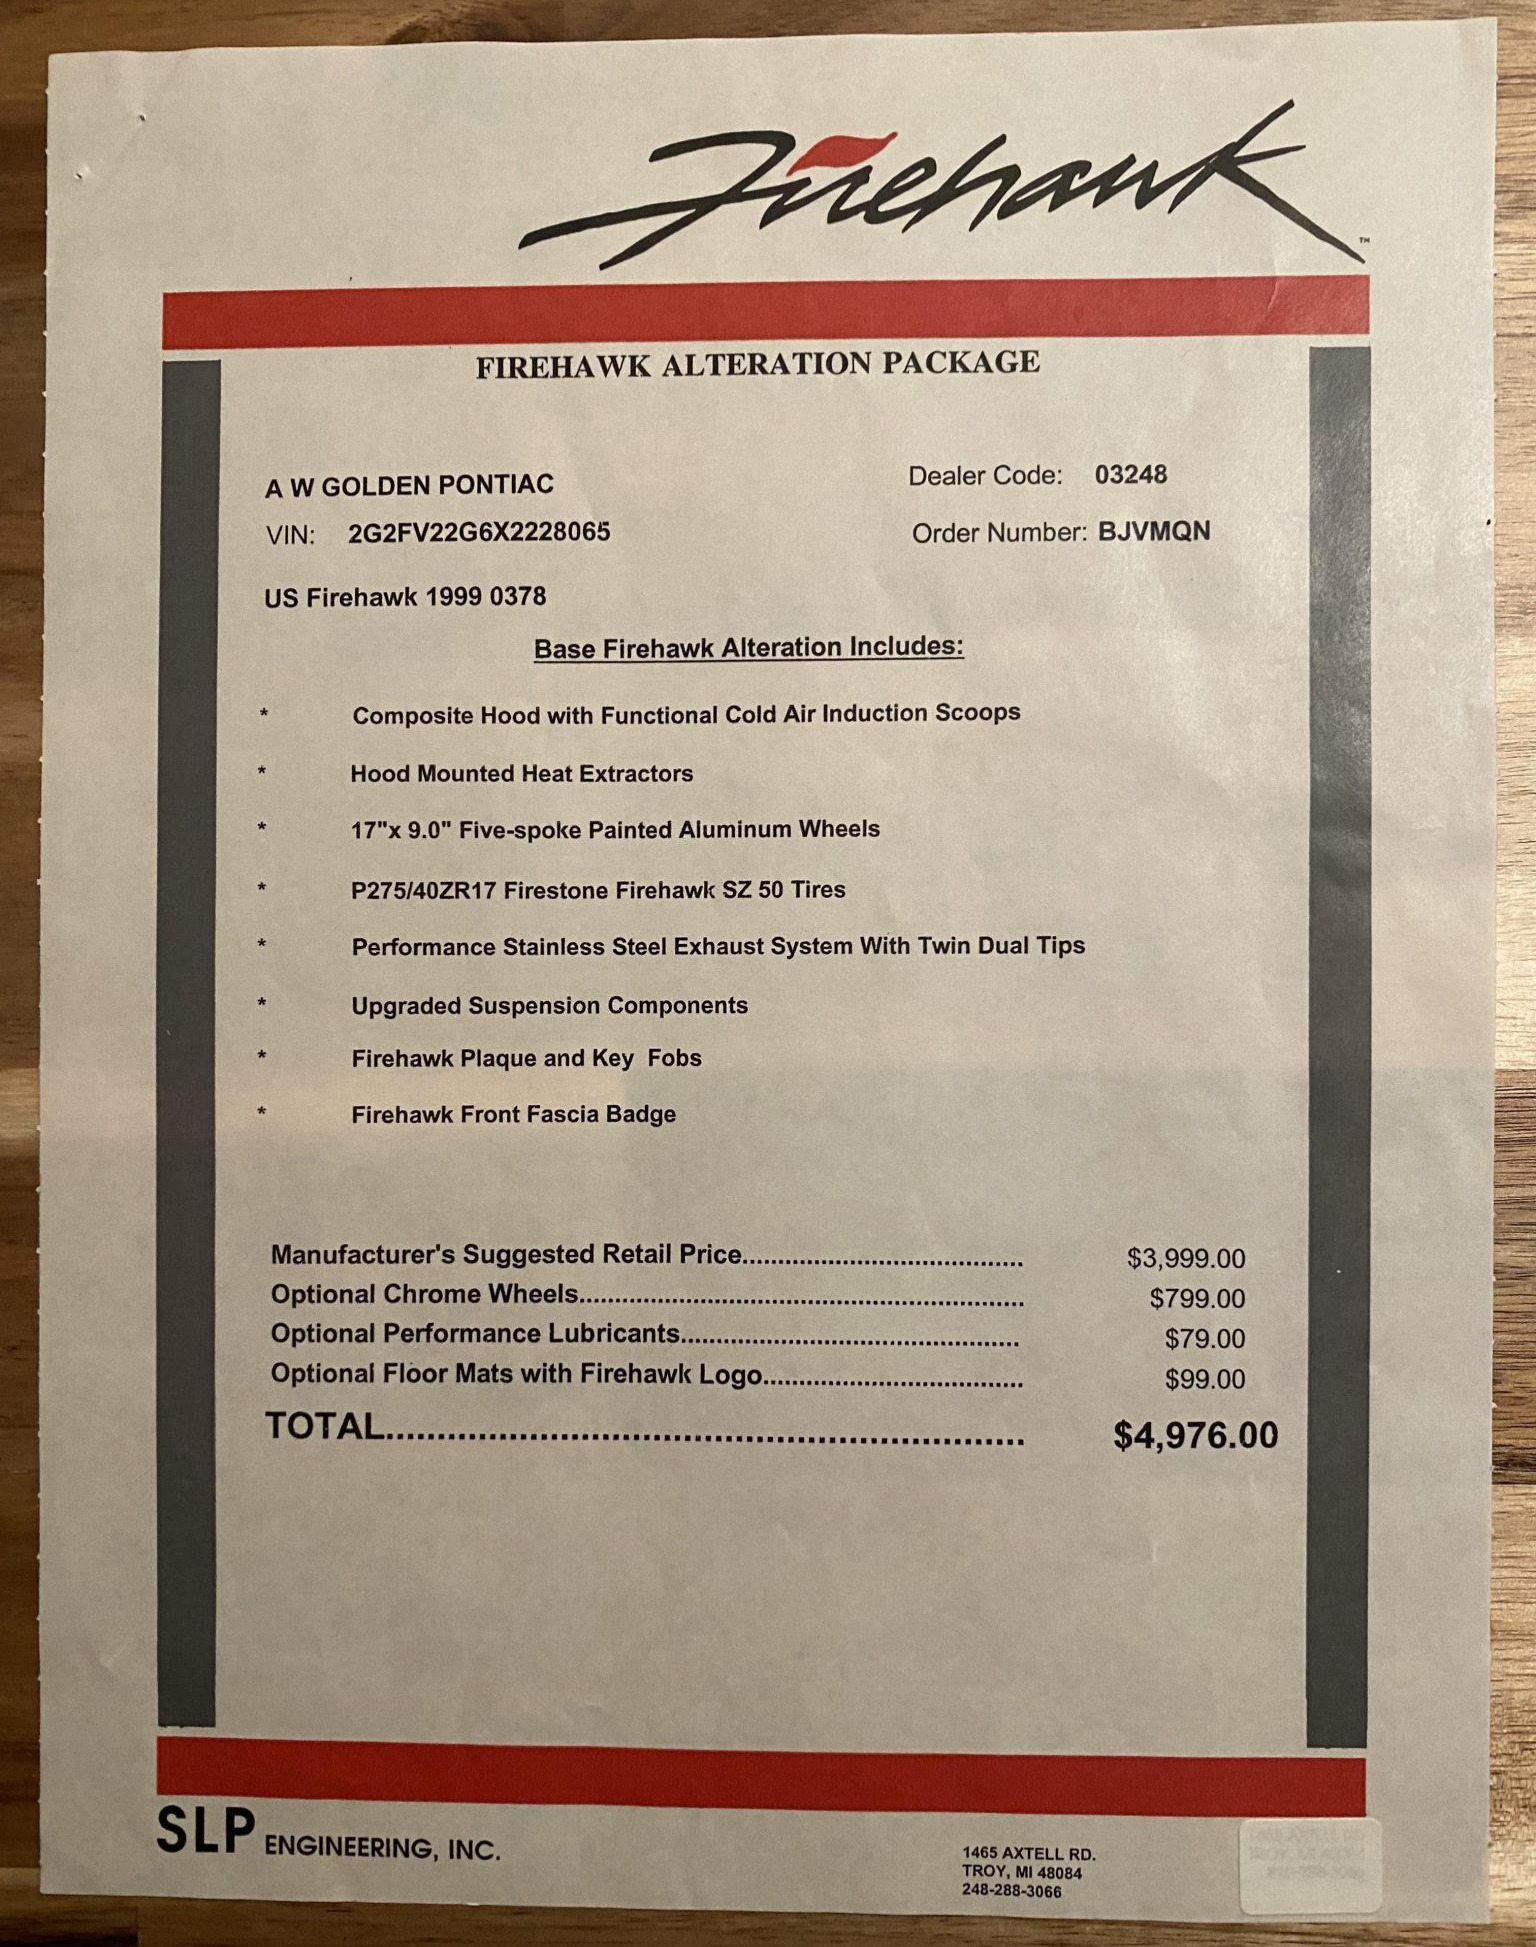 Firehawk ™
FIREHAWK ALTERATION PACKAGE
A W GOLDEN PONTIAC Dealer Code: 03248
VIN: 2G2FV22G6X2228065 Order Number: BJVMQN
US Firehawk 1999 0378
Base Firehawk Alteration Includes:
* Composite Hood with Functional Cold Air Induction Scoops
* Hood Mounted Heat Extractors
* 17"x 9.0" Five-spoke Painted Aluminum Wheels
* P275/40ZR17 Firestone Firehawk SZ 50 Tires
* Performance Stainless Steel Exhaust System With Twin Dual Tips
* Upgraded Suspension Components
* Firehawk Plaque and Key Fobs
* Firehawk Front Fascia Badge
Manufacturer's Suggested Retail Price....................................... $3,999.00
Optional Chrome Wheels.............................................................. $799.00
Optional Performance Lubricants............................................... $79.00
Optional Floor Mats with Firehawk Logo.................................... $99.00
TOTAL............................................................... $4,976.00
SLP ENGINEERING, INC.
1465 AXTELL RD.
TROY, MI 48084
248-288-3066